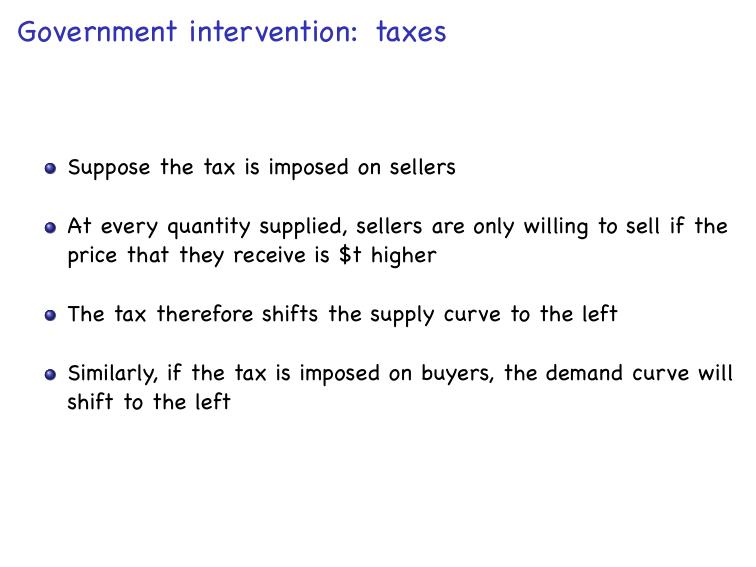 Government intervention: taxes
Suppose the tax is imposed on sellers
At every quantity supplied, sellers are only willing to sell if the
price that they receive is $t higher
The tax therefore shifts the supply curve to the left
Similarly, if the tax is imposed on buyers, the demand curve will
shift to the left